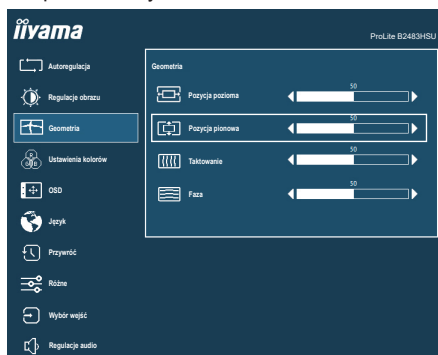 iiyama
ProLite B2483HSU
Autoregulacja
Regulacje obrazu
Geometria
Ustawienia kolorów
OSD
Język
Przywróć
Różne
Wybór wejść
Regulacje audio
Geometria
Pozycja pozioma
50
Pozycja pionowa
50
Taktowanie
50
Faza
50